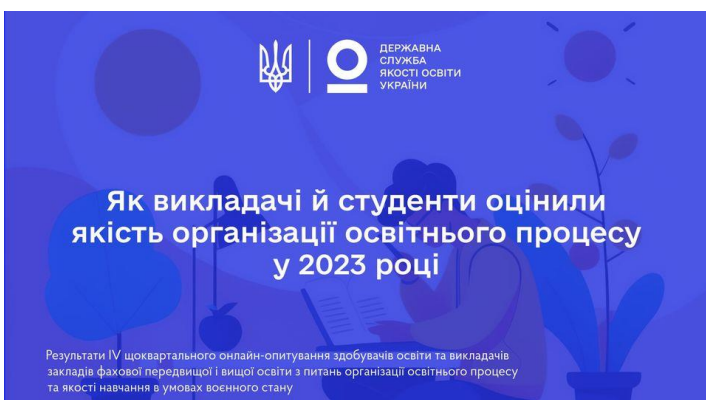 ДЕРЖАВНА
СЛУЖБА
ЯКОСТІ ОСВІТИ
УКРАЇНИ
Як викладачі й студенти оцінили
якість організації освітнього процесу
у 2023 році
Результати IV щоквартального онлайн-опитування здобувачів освіти та викладачів
закладів фахової передвищої і вищої освіти з питань організації освітнього процесу
та якості навчання в умовах воєнного стану